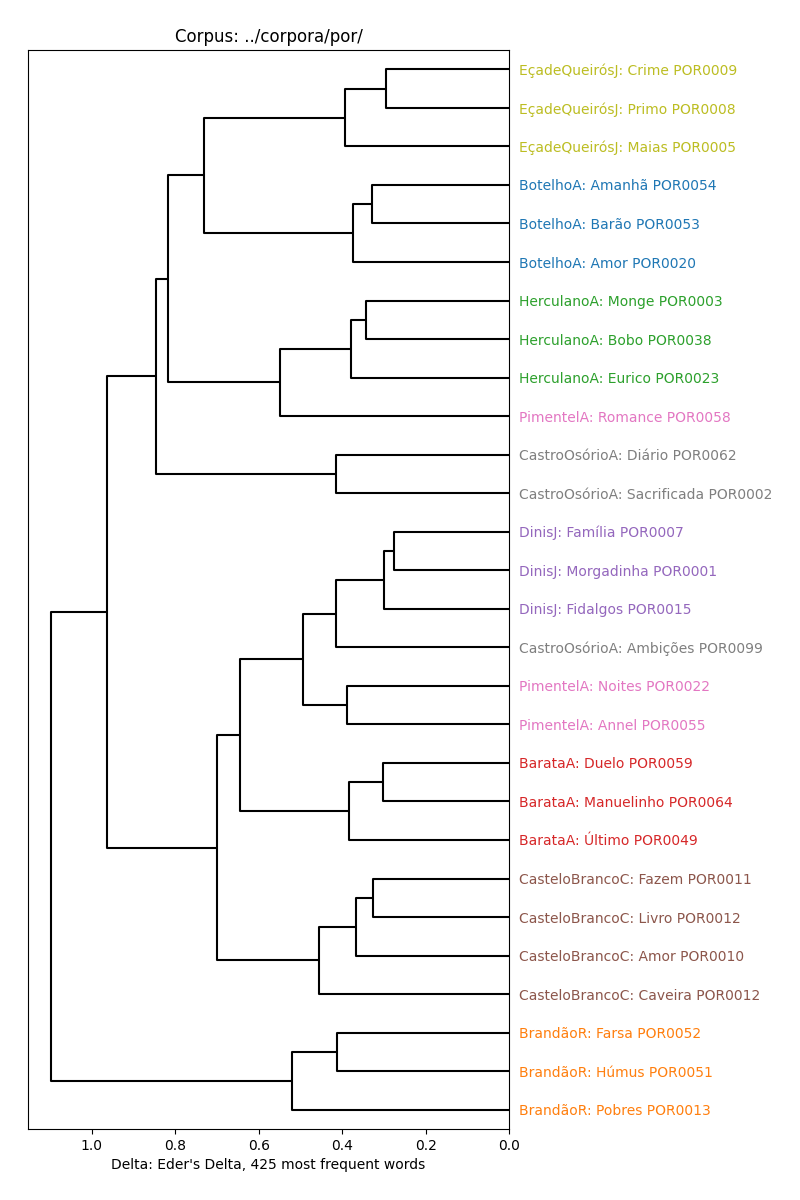 Corpus: ../corpora/por/
EçadeQueirósJ: Crime POR0009
EçadeQueirósJ: Primo POR0008
EçadeQueirósJ: Maias POR0005
BotelhoA: Amanhã POR0054
BotelhoA: Barão POR0053
BotelhoA: Amor POR0020
HerculanoA: Monge POR0003
HerculanoA: Bobo POR0038
HerculanoA: Eurico POR0023
PimentelA: Romance POR0058
CastroOsórioA: Diário POR0062
CastroOsórioA: Sacrificada POR0002
DinisJ: Família POR0007
DinisJ: Morgadinha POR0001
DinisJ: Fidalgos POR0015
CastroOsórioA: Ambições POR0099
PimentelA: Noites POR0022
PimentelA: Annel POR0055
BarataA: Duelo POR0059
BarataA: Manuelinho POR0064
BarataA: Último POR0049
CasteloBrancoC: Fazem POR0011
CasteloBrancoC: Livro POR0012
CasteloBrancoC: Amor POR0010
CasteloBrancoC: Caveira POR0012
BrandãoR: Farsa POR0052
BrandãoR: Húmus POR0051
BrandãoR: Pobres POR0013
1.0 0.8 0.6 0.4 0.2 0.0
Delta: Eder's Delta, 425 most frequent words